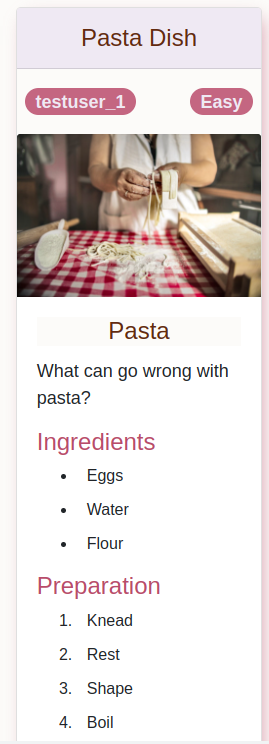 Pasta Dish
testuser_1 Easy
Pasta
What can go wrong with
pasta?
Ingredients
• Eggs
• Water
• Flour
Preparation
1. Knead
2. Rest
3. Shape
4. Boil